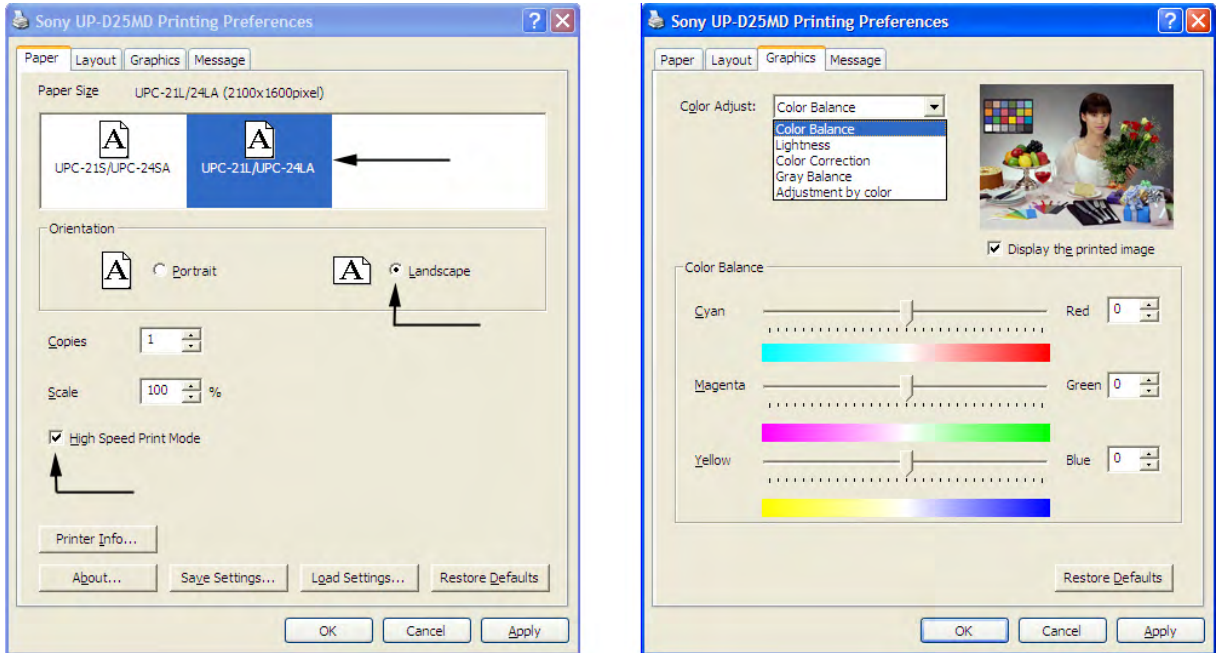 Sony UP-D25MD Printing Preferences
Paper Layout Graphics Message
Paper Size UPC-21L/24LA (2100x1600pixel)
A A
UPC-21S/UPC-24SA UPC-21L/UPC-24LA
Orientation
A Portrait A Landscape
Copies 1
Scale 100 %
High Speed Print Mode
Printer Info...
About... Save Settings... Load Settings... Restore Defaults
OK Cancel Apply
Sony UP-D25MD Printing Preferences
Paper Layout Graphics Message
Color Adjust: Color Balance
Color Balance
Lightness
Color Correction
Gray Balance
Adjustment by color
Display the printed image
Color Balance
Cyan Red 0
Magenta Green 0
Yellow Blue 0
Restore Defaults
OK Cancel Apply